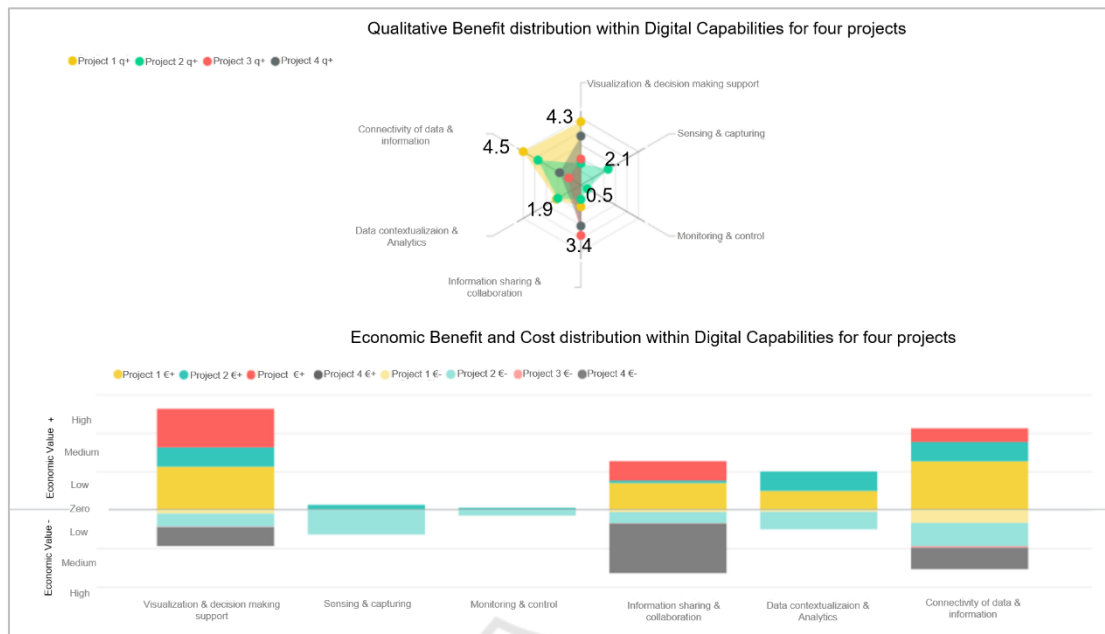 Qualitative Benefit distribution within Digital Capabilities for four projects
Project 1 q+ Project 2 q+ Project 3 q+ Project 4 q+
Visualization & decision making
support
4.3
Connectivity of data &
information
Sensing & capturing
4.5
2.1
0.5
1.9
Data contextualizaion &
Analytics
Monitoring & control
3.4
Information sharing &
collaboration
Economic Benefit and Cost distribution within Digital Capabilities for four projects
Project 1 €+ Project 2 €+ Project €+ Project 4 €+ Project 1 €- Project 2 €- Project 3 €- Project 4 €-
Economic Value +
High
Medium
Low
Zero
Economic Value -
Low
Medium
High
Visualization & decision making
support
Sensing & capturing
Monitoring & control
Information sharing &
collaboration
Data contextualizaion &
Analytics
Connectivity of data &
information